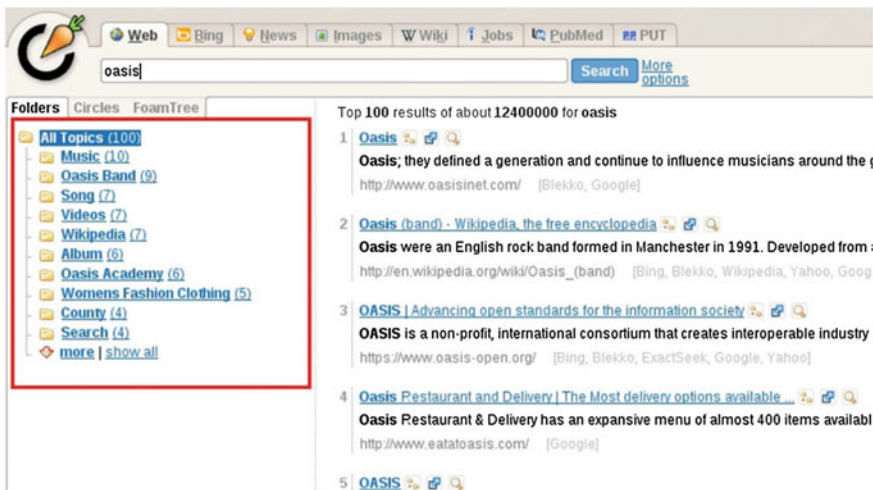 Web Bing News Images Wiki Jobs PubMed PUT
oasis
Search
More options
Folders Circles FoamTree
All Topics (100)
Music (10)
Oasis Band (9)
Song (7)
Videos (7)
Wikipedia (7)
Album (6)
Oasis Academy (6)
Womens Fashion Clothing (5)
County (4)
Search (4)
more | show all
Top 100 results of about 12400000 for oasis
1 Oasis
Oasis; they defined a generation and continue to influence musicians around the
http://www.oasisinet.com/ [Blekko, Google]
2 Oasis (band) - Wikipedia, the free encyclopedia
Oasis were an English rock band formed in Manchester in 1991. Developed from
http://en.wikipedia.org/wiki/Oasis_(band) [Bing, Blekko, Wikipedia, Yahoo, Goog
3 OASIS | Advancing open standards for the information society
OASIS is a non-profit, international consortium that creates interoperable industry
https://www.oasis-open.org/ [Bing, Blekko, ExactSeek, Google, Yahoo]
4 Oasis Restaurant and Delivery | The Most delivery options available ...
Oasis Restaurant & Delivery has an expansive menu of almost 400 items availabl
http://www.eatatoasis.com/ [Google]
5 OASIS